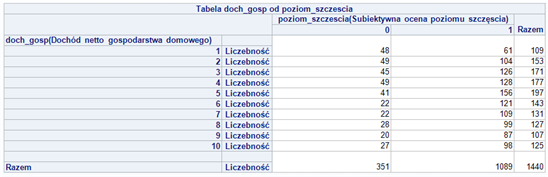 Tabela doch_gosp od poziom_szczescia
poziom_szczescia(Subiektywna ocena poziomu szczęścia)
0 1 Razem
doch_gosp(Dochód netto gospodarstwa domowego)
1 Liczebność 48 61 109
2 Liczebność 49 104 153
3 Liczebność 45 126 171
4 Liczebność 49 128 177
5 Liczebność 41 156 197
6 Liczebność 22 121 143
7 Liczebność 22 109 131
8 Liczebność 28 99 127
9 Liczebność 20 87 107
10 Liczebność 27 98 125
Razem Liczebność 351 1089 1440